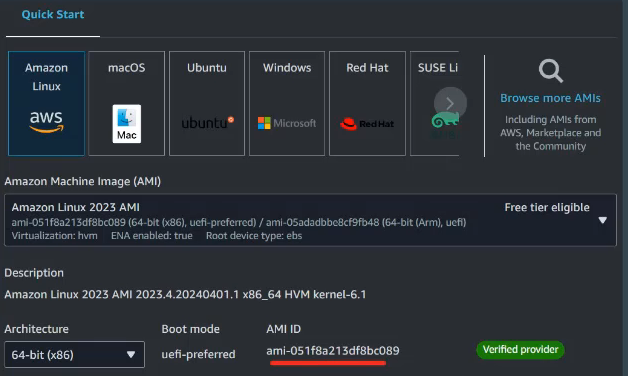 Quick Start
Amazon Linux
aws
macOS
Mac
Ubuntu
ubuntu
Windows
Microsoft
Red Hat
Red Hat
SUSE Li
Browse more AMIs
Including AMIs from
AWS, Marketplace and
the Community
Amazon Machine Image (AMI)
Amazon Linux 2023 AMI
Free tier eligible
ami-051f8a213df8bc089 (64-bit (x86), uefi-preferred) / ami-05adadbbe8cf9fb48 (64-bit (Arm), uefi)
Virtualization: hvm ENA enabled: true Root device type: ebs
Description
Amazon Linux 2023 AMI 2023.4.20240401.1 x86_64 HVM kernel-6.1
Architecture
Boot mode
AMI ID
64-bit (x86)
uefi-preferred
ami-051f8a213df8bc089
Verified provider